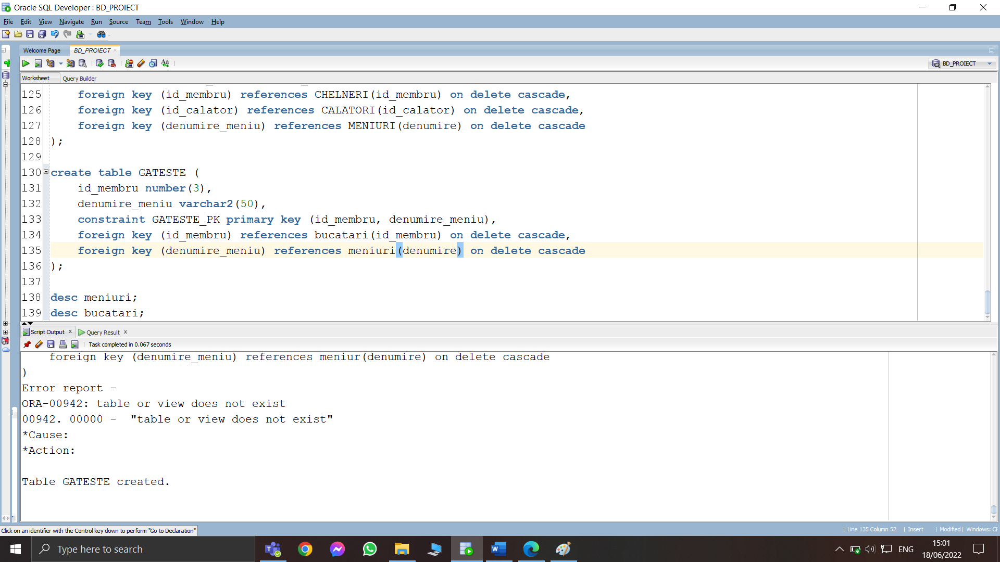 Oracle SQL Developer : BD_PROIECT
File Edit View Navigate Run Source Team Tools Window Help
Welcome Page BD_PROIECT
BD_PROIECT
Worksheet Query Builder
125 foreign key (id_membru) references CHELNERI(id_membru) on delete cascade,
126 foreign key (id_calator) references CALATORI(id_calator) on delete cascade,
127 foreign key (denumire_meniu) references MENIURI(denumire) on delete cascade
128 );
129
130 create table GATESTE (
131 id_membru number(3),
132 denumire_meniu varchar2(50),
133 constraint GATESTE_PK primary key (id_membru, denumire_meniu),
134 foreign key (id_membru) references bucatari(id_membru) on delete cascade,
135 foreign key (denumire_meniu) references meniuri(denumire) on delete cascade
136 );
137
138 desc meniuri;
139 desc bucatari;
Script Output x Query Result x
Task completed in 0.067 seconds
foreign key (denumire_meniu) references meniur(denumire) on delete cascade
)
Error report -
ORA-00942: table or view does not exist
00942. 00000 - "table or view does not exist"
*Cause:
*Action:
Table GATESTE created.
Click on an identifier with the Control key down to perform "Go to Declaration"
Line 135 Column 52 | Insert | Modified | Windows:
Type here to search
ENG
15:01
18/06/2022